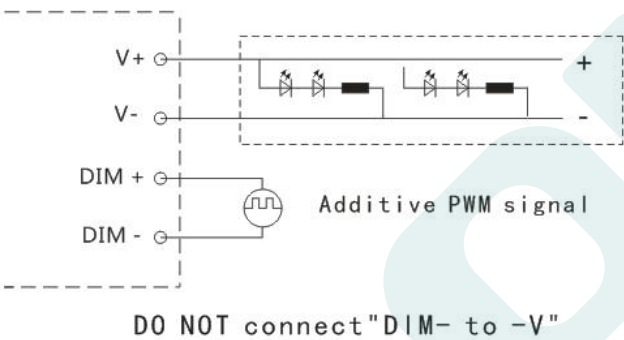 V+
+
V-
-
DIM +
Additive PWM signal
DIM -
DO NOT connect"DIM- to -V"